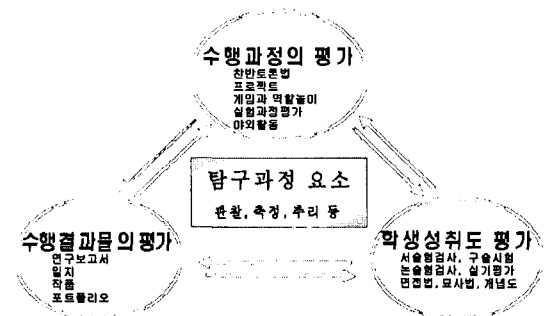 수행과정의 평가
찬반토론법
프로젝트
게임과 역할놀이
실험과정평가
야외활동
탐구과정 요소
관찰, 측정, 추리 등
수행결과물의 평가
연구보고서
일지
작품
포트폴리오
학생성취도 평가
서술형검사, 구술시험
논술형검사, 실기평가
면접법, 묘사법, 개념도